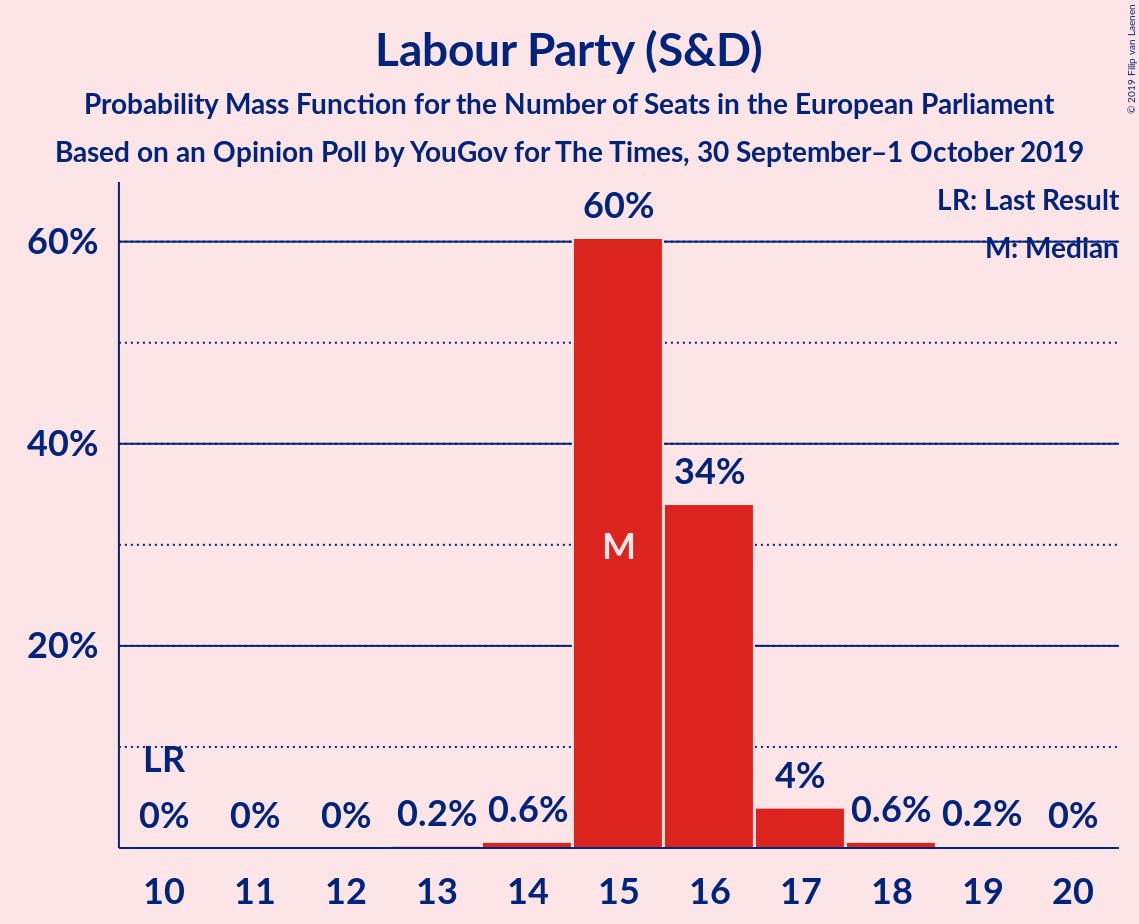 Labour Party (S&D)
Probability Mass Function for the Number of Seats in the European Parliament
Based on an Opinion Poll by YouGov for The Times, 30 September–1 October 2019
© 2019 Filip van Laenen
LR: Last Result
M: Median
60%
40%
20%
60%
34%
M
LR
4%
0%
0%
0%
0.2%
0.6%
0.6%
0.2%
0%
10 11 12 13 14 15 16 17 18 19 20